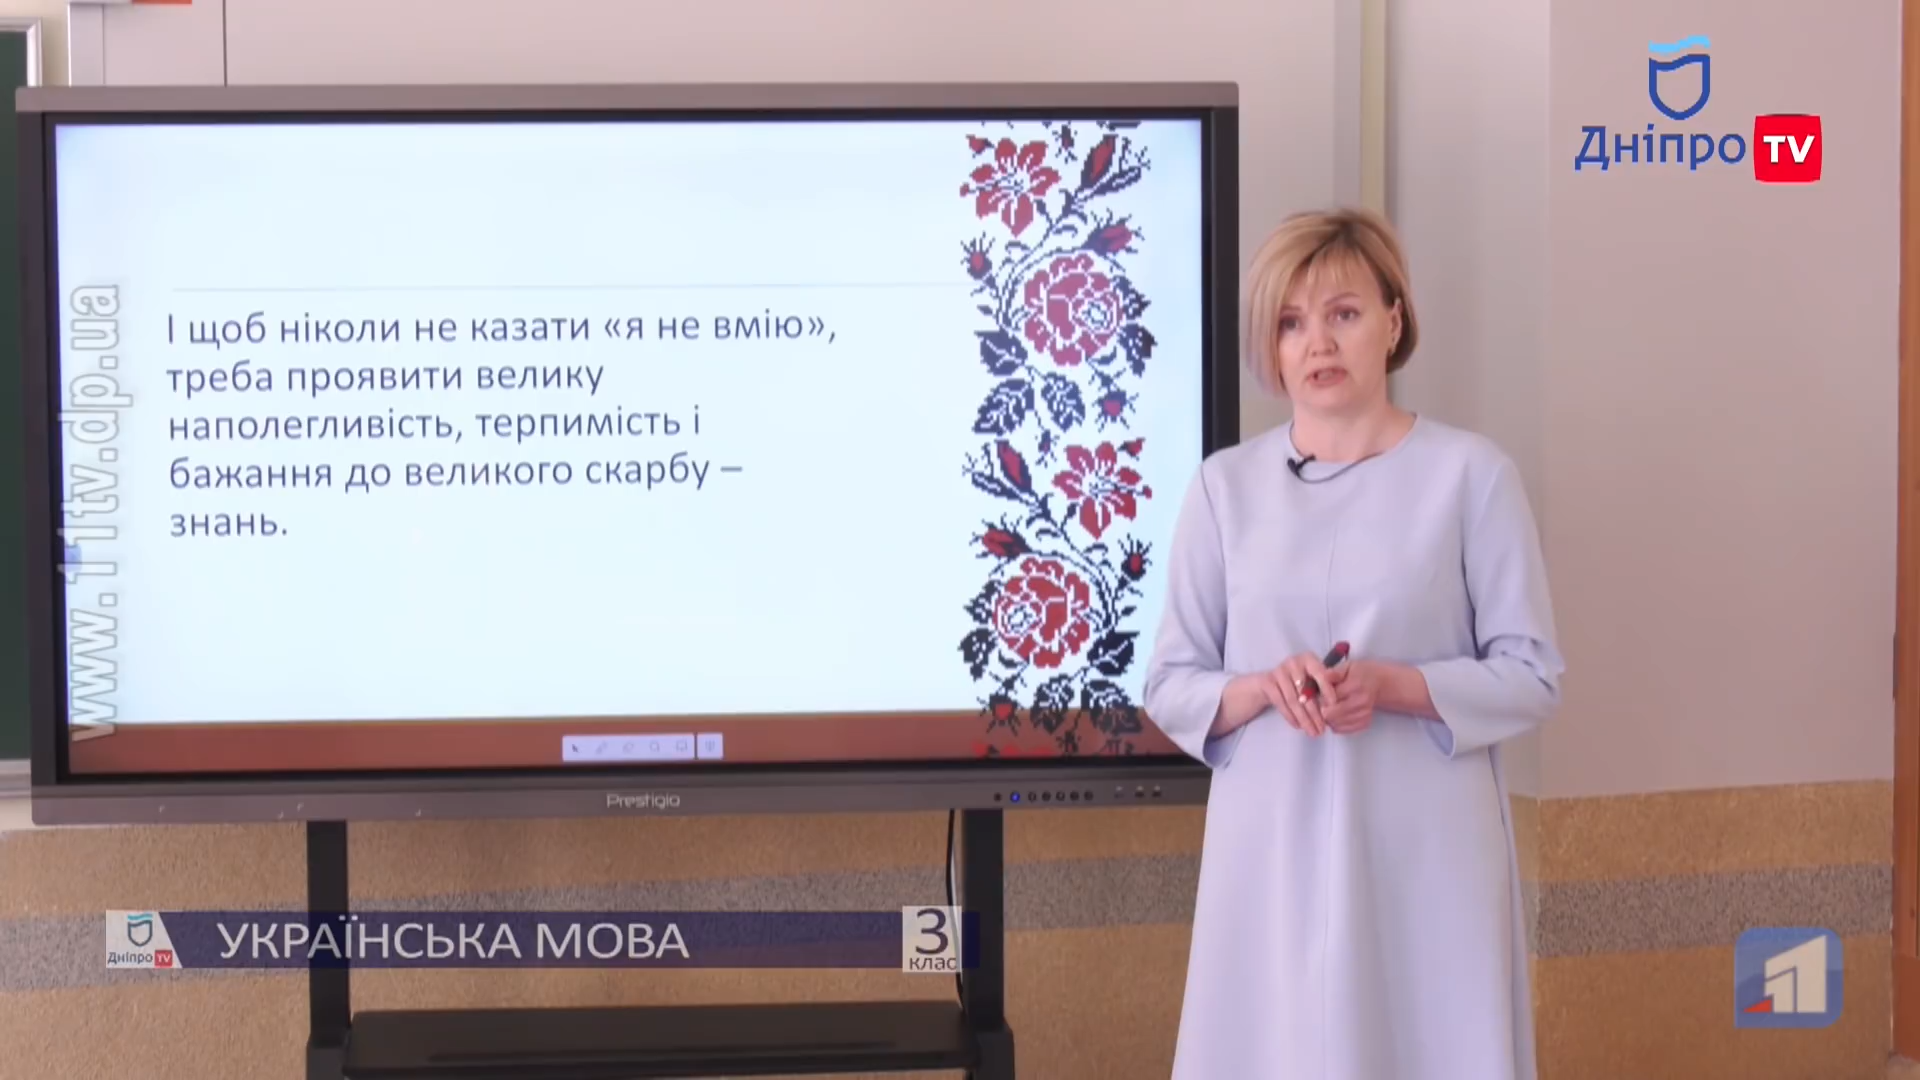 Дніпро TV
І щоб ніколи не казати «я не вмію»,
треба проявити велику
наполегливість, терпимість і
бажання до великого скарбу –
знань.
www.11tv.dp.ua
Prestigio
Дніпро TV
УКРАЇНСЬКА МОВА
3
клас
11